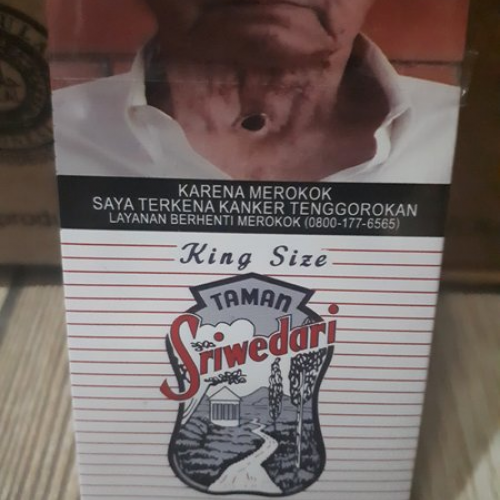 KARENA MEROKOK
SAYA TERKENA KANKER TENGGOROKAN
LAYANAN BERHENTI MEROKOK (0800-177-6565)
King Size
TAMAN
Sriwedari